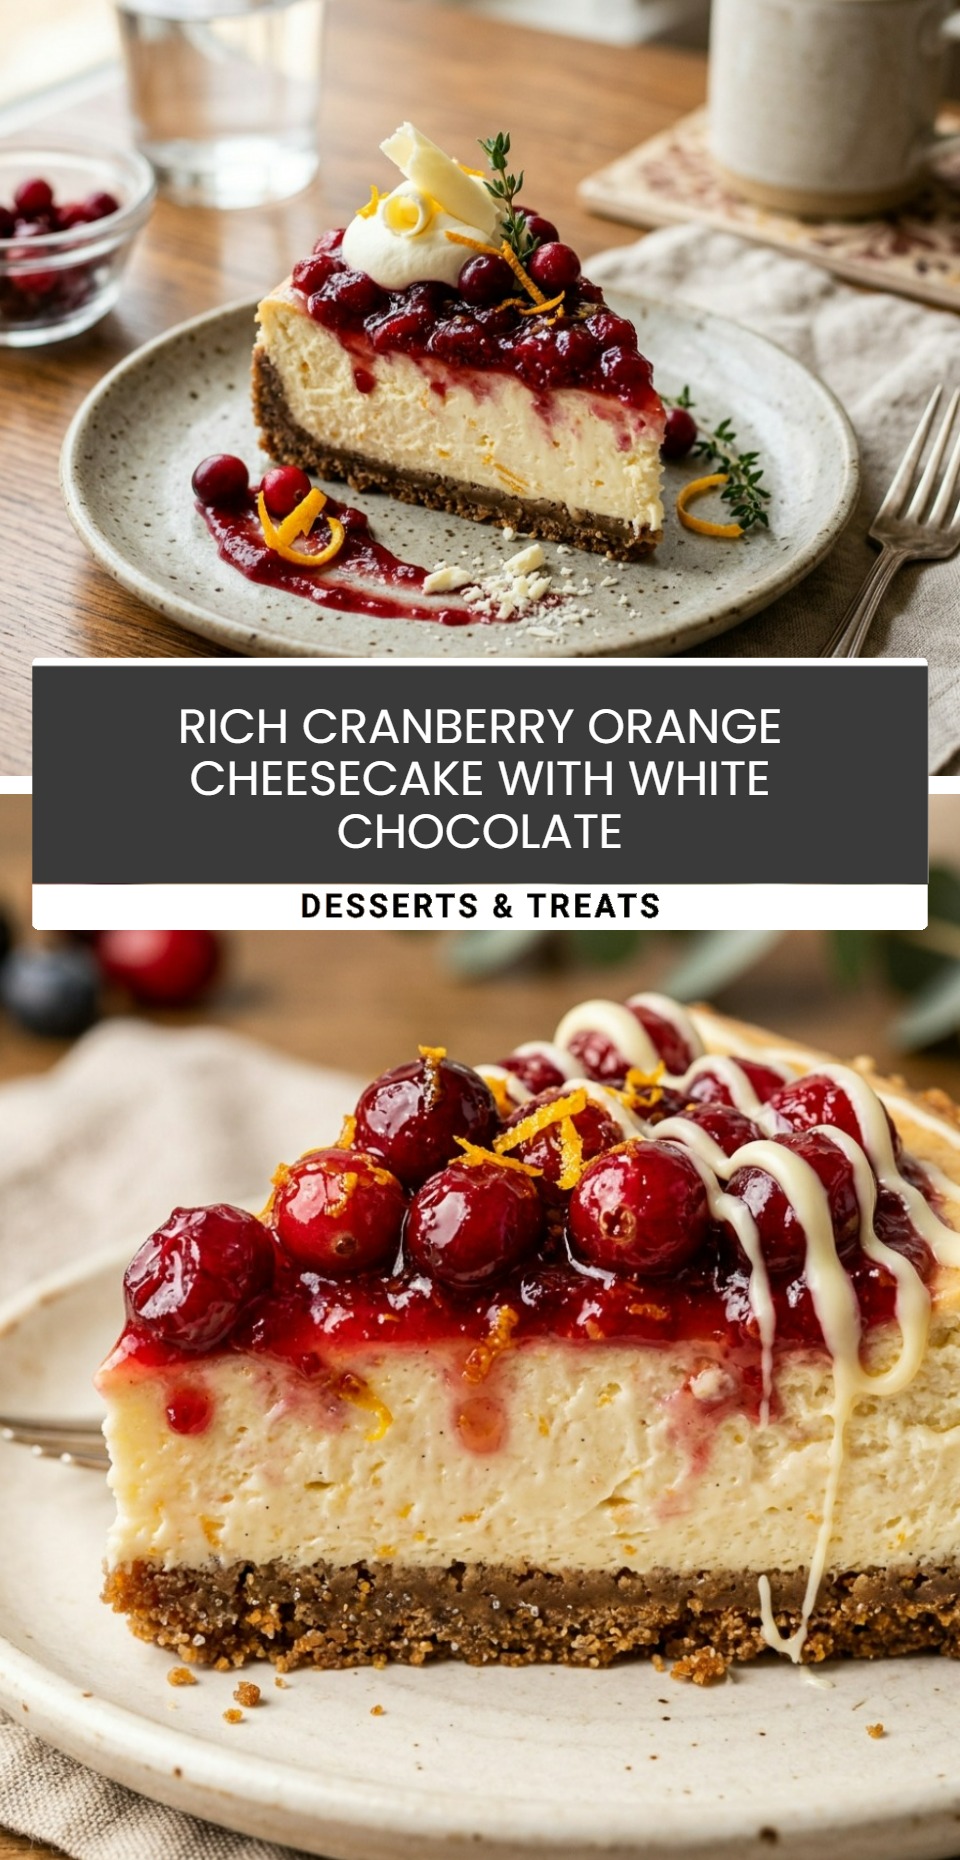 RICH CRANBERRY ORANGE
CHEESECAKE WITH WHITE
CHOCOLATE
DESSERTS & TREATS